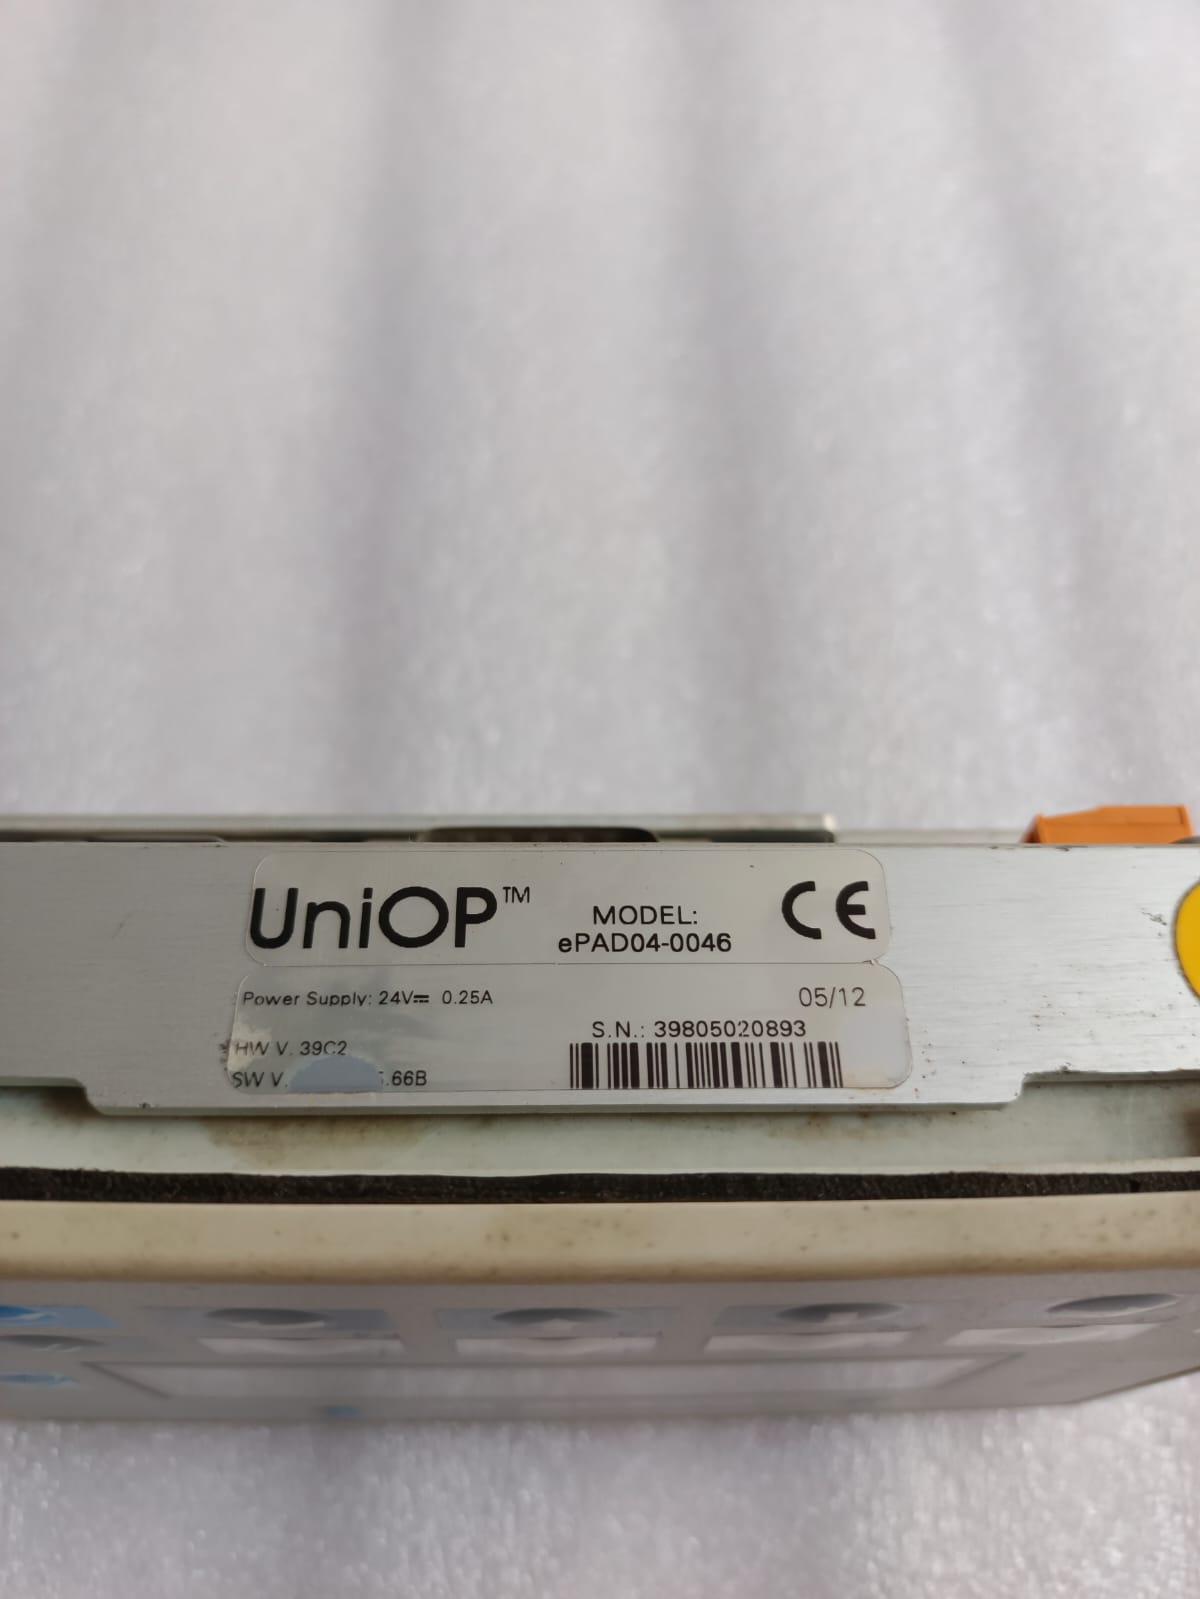 UniOP™
MODEL:
ePAD04-0046
CE
Power Supply: 24V⎓ 0.25A
05/12
S.N.: 39805020893
HW V. 39C2
SW V. .66B